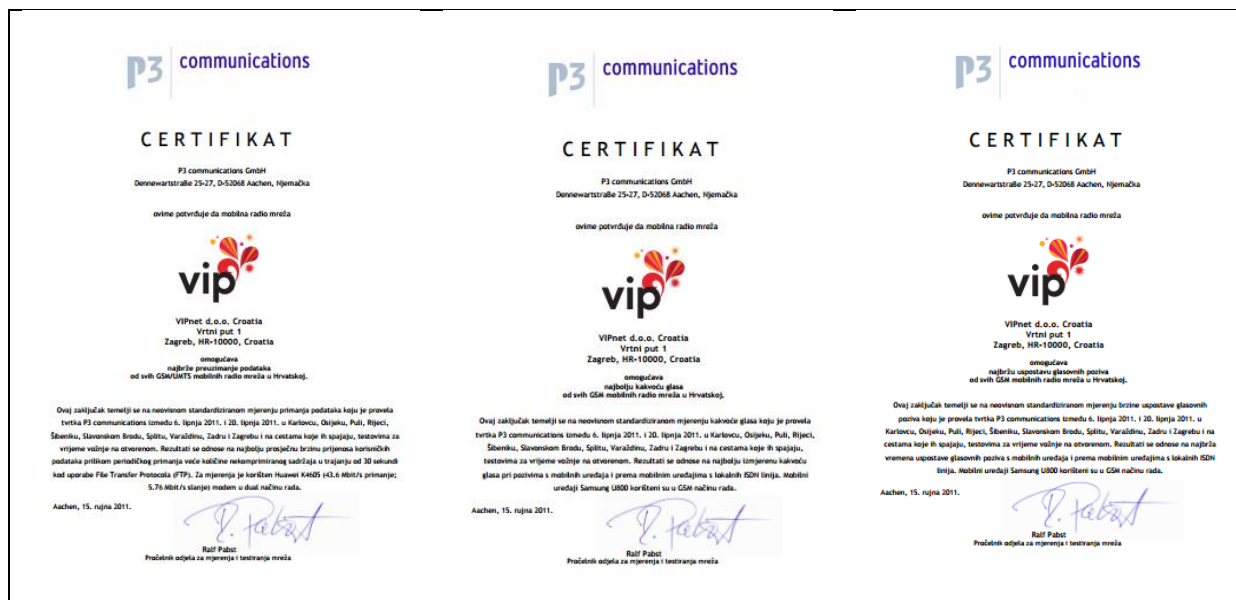 P3 communications
CERTIFIKAT
P3 communications GmbH
Dennewartstraße 25-27, D-52068 Aachen, Njemačka
ovime potvrđuje da mobilna radio mreža
vip
VIPnet d.o.o. Croatia
Vrtni put 1
Zagreb, HR-10000, Croatia
omogućava
najbrže preuzimanje podataka
od svih GSM/UMTS mobilnih radio mreža u Hrvatskoj.
Ovaj zaključak temelji se na neovisnom standardiziranom mjerenju primanja podataka koju je provela
tvrtka P3 communications između 6. lipnja 2011. i 20. lipnja 2011. u Karlovcu, Osijeku, Puli, Rijeci,
Šibeniku, Slavonskom Brodu, Splitu, Varaždinu, Zadru i Zagrebu i na cestama koje ih spajaju, testovima za
vrijeme vožnje na otvorenom. Rezultati se odnose na najbolju prosječnu brzinu prijenosa korisničkih
podataka prilikom periodičkog primanja veće količine nekomprimiranog sadržaja u trajanju od 30 sekundi
kod uporabe File Transfer Protocola (FTP). Za mjerenja je korišten Huawei K4605 (43.6 Mbit/s primanje;
5.76 Mbit/s slanje) modem u dual načinu rada.
Aachen, 15. rujna 2011.
R. Pabst
Ralf Pabst
Pročelnik odjela za mjerenja i testiranja mreža
P3 communications
CERTIFIKAT
P3 communications GmbH
Dennewartstraße 25-27, D-52068 Aachen, Njemačka
ovime potvrđuje da mobilna radio mreža
vip
VIPnet d.o.o. Croatia
Vrtni put 1
Zagreb, HR-10000, Croatia
omogućava
najbolju kakvoću glasa
od svih GSM mobilnih radio mreža u Hrvatskoj.
Ovaj zaključak temelji se na neovisnom standardiziranom mjerenju kakvoće glasa koju je provela
tvrtka P3 communications između 6. lipnja 2011. i 20. lipnja 2011. u Karlovcu, Osijeku, Puli, Rijeci,
Šibeniku, Slavonskom Brodu, Splitu, Varaždinu, Zadru i Zagrebu i na cestama koje ih spajaju,
testovima za vrijeme vožnje na otvorenom. Rezultati se odnose na najbolju izmjerenu kakvoću
glasa pri pozivima s mobilnih uređaja i prema mobilnim uređajima s lokalnih ISDN linija. Mobilni
uređaji Samsung U800 korišteni su u GSM načinu rada.
Aachen, 15. rujna 2011.
R. Pabst
Ralf Pabst
Pročelnik odjela za mjerenja i testiranja mreža
P3 communications
CERTIFIKAT
P3 communications GmbH
Dennewartstraße 25-27, D-52068 Aachen, Njemačka
ovime potvrđuje da mobilna radio mreža
vip
VIPnet d.o.o. Croatia
Vrtni put 1
Zagreb, HR-10000, Croatia
omogućava
najbržu uspostavu glasovnih poziva
od svih GSM mobilnih radio mreža u Hrvatskoj.
Ovaj zaključak temelji se na neovisnom standardiziranom mjerenju brzine uspostave glasovnih
poziva koju je provela tvrtka P3 communications između 6. lipnja 2011. i 20. lipnja 2011. u
Karlovcu, Osijeku, Puli, Rijeci, Šibeniku, Slavonskom Brodu, Splitu, Varaždinu, Zadru i Zagrebu i na
cestama koje ih spajaju, testovima za vrijeme vožnje na otvorenom. Rezultati se odnose na najbrža
vremena uspostave glasovnih poziva s mobilnih uređaja i prema mobilnim uređajima s lokalnih ISDN
linija. Mobilni uređaji Samsung U800 korišteni su u GSM načinu rada.
Aachen, 15. rujna 2011.
R. Pabst
Ralf Pabst
Pročelnik odjela za mjerenja i testiranja mreža